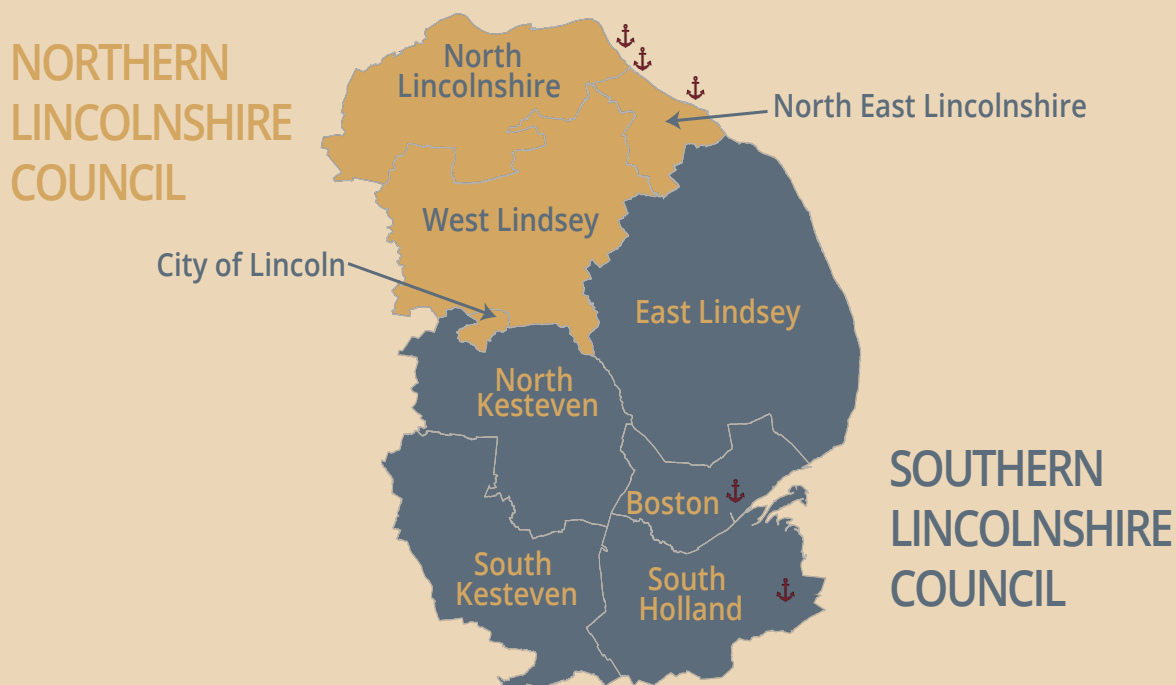 NORTHERN
LINCOLNSHIRE
COUNCIL
North
Lincolnshire
North East Lincolnshire
West Lindsey
City of Lincoln
East Lindsey
North
Kesteven
Boston
South
Kesteven
South
Holland
SOUTHERN
LINCOLNSHIRE
COUNCIL